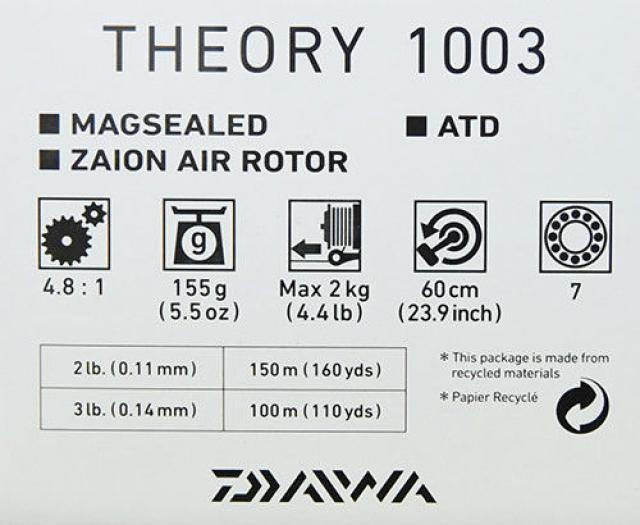 THEORY 1003
■ MAGSEALED ■ ATD
■ ZAION AIR ROTOR
g
4.8 : 1 155g Max 2kg 60cm 7
(5.5oz) (4.4lb) (23.9inch)
2lb. (0.11mm) 150m (160yds)
3lb. (0.14mm) 100m (110yds)
* This package is made from
recycled materials
* Papier Recyclé
DAIWA